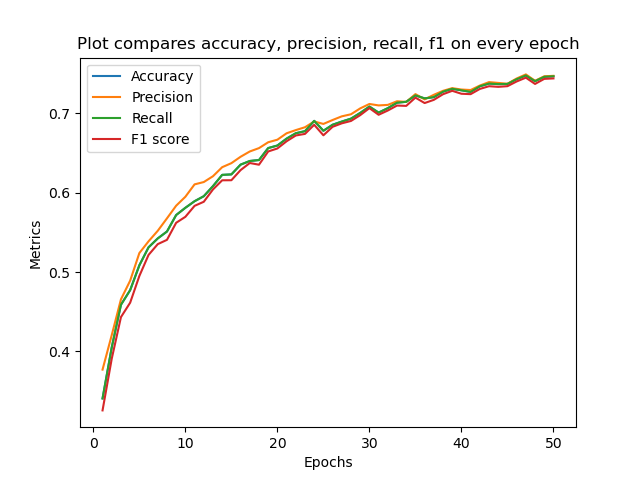 Plot compares accuracy, precision, recall, f1 on every epoch
Accuracy
Precision
Recall
F1 score
0.7
0.6
0.5
0.4
Metrics
0
10
20
30
40
50
Epochs